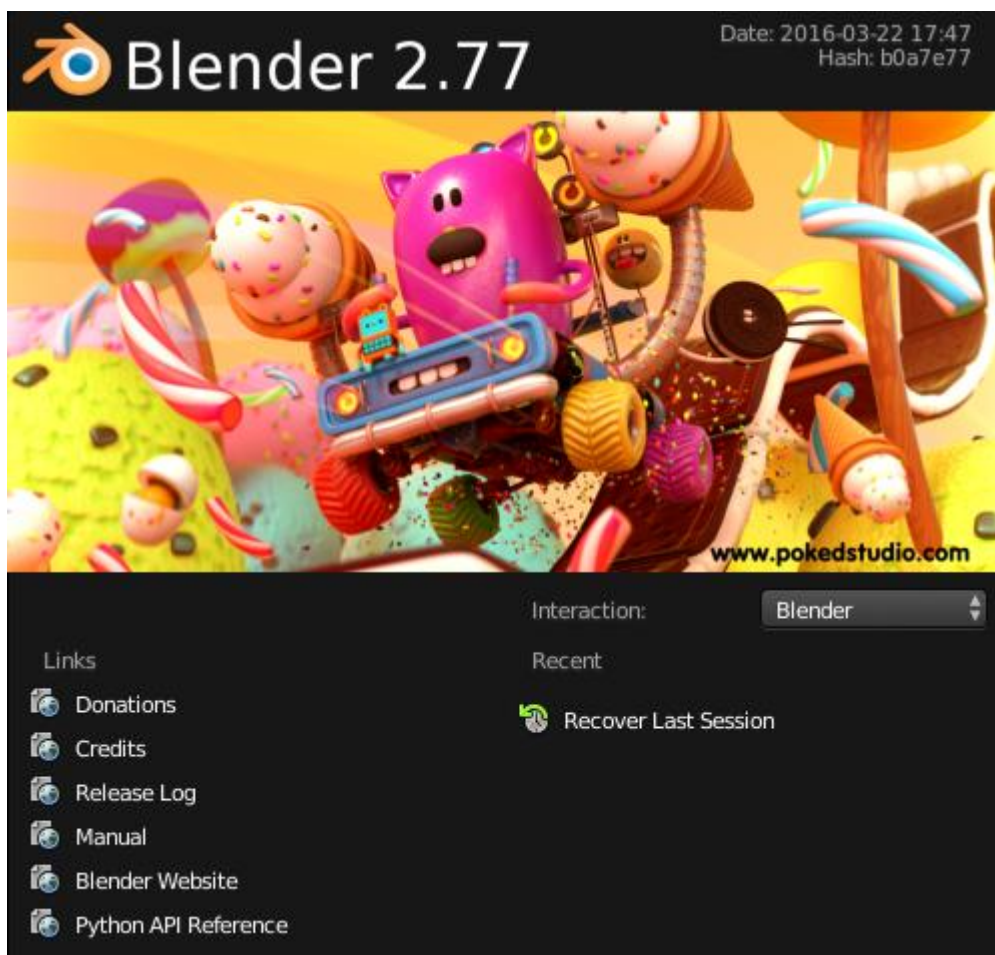 Blender 2.77
Date: 2016-03-22 17:47
Hash: b0a7e77
www.pokedstudio.com
Interaction: Blender
Links
Donations
Credits
Release Log
Manual
Blender Website
Python API Reference
Recent
Recover Last Session